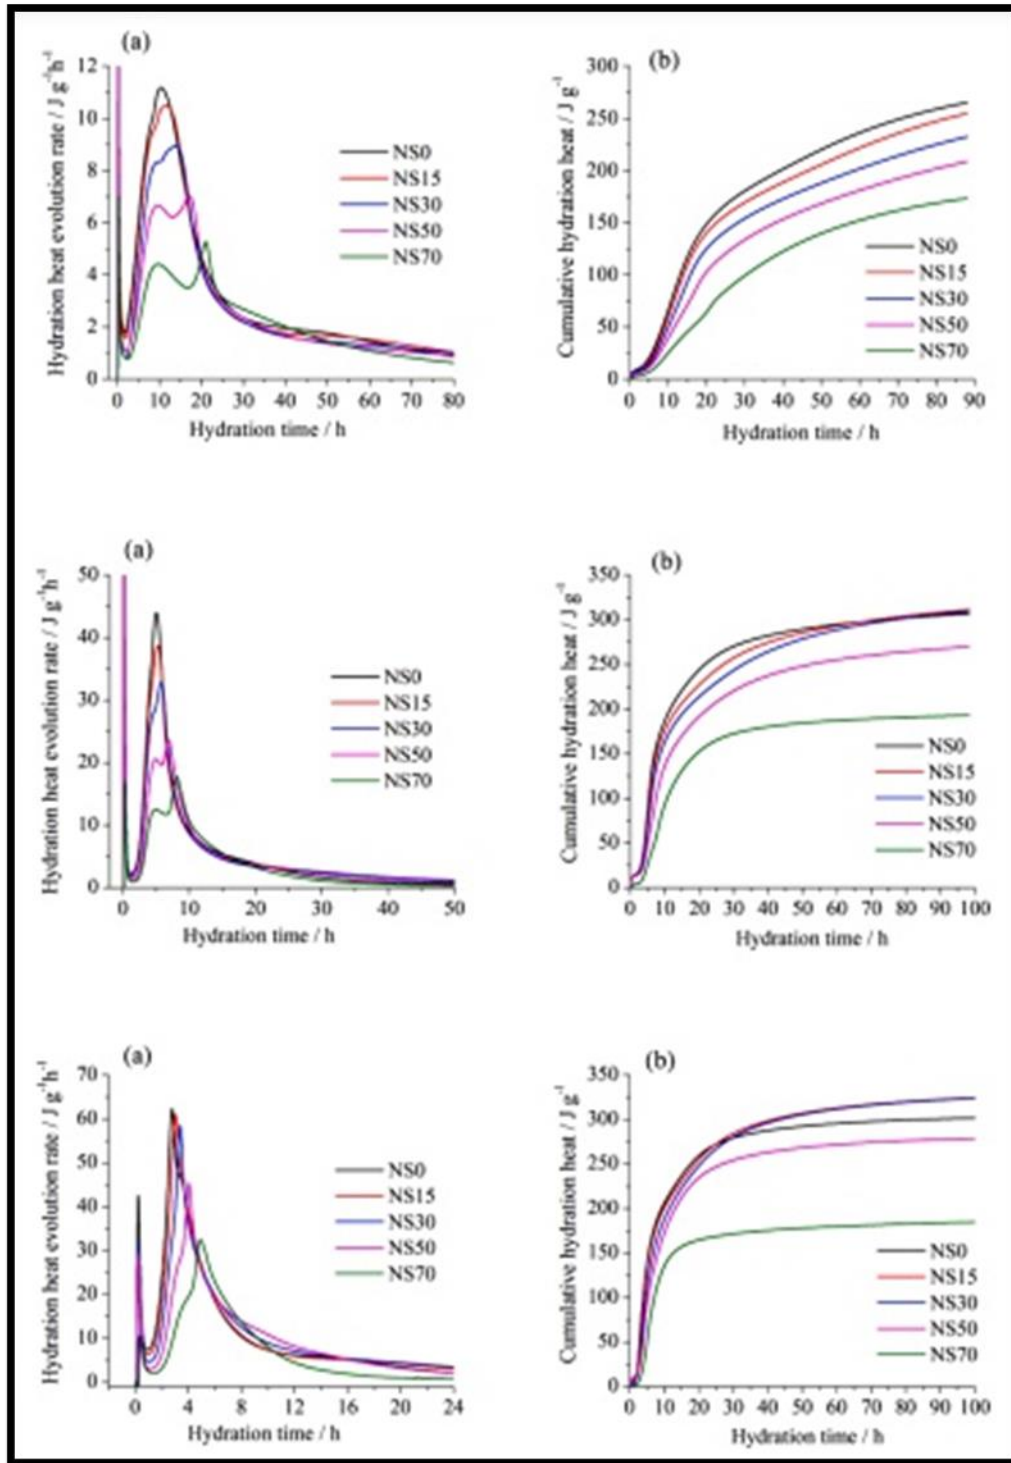 (a)
Hydration heat evolution rate / J g⁻¹h⁻¹
12
10
8
6
4
2
0
NS0
NS15
NS30
NS50
NS70
0 10 20 30 40 50 60 70 80
Hydration time / h
(b)
Cumulative hydration heat / J g⁻¹
300
250
200
150
100
50
0
NS0
NS15
NS30
NS50
NS70
0 10 20 30 40 50 60 70 80 90
Hydration time / h
(a)
Hydration heat evolution rate / J g⁻¹h⁻¹
50
40
30
20
10
0
NS0
NS15
NS30
NS50
NS70
0 10 20 30 40 50
Hydration time / h
(b)
Cumulative hydration heat / J g⁻¹
350
300
250
200
150
100
50
0
NS0
NS15
NS30
NS50
NS70
0 10 20 30 40 50 60 70 80 90 100
Hydration time / h
(a)
Hydration heat evolution rate / J g⁻¹h⁻¹
70
60
50
40
30
20
10
0
NS0
NS15
NS30
NS50
NS70
0 4 8 12 16 20 24
Hydration time / h
(b)
Cumulative hydration heat / J g⁻¹
350
300
250
200
150
100
50
0
NS0
NS15
NS30
NS50
NS70
0 10 20 30 40 50 60 70 80 90 100
Hydration time / h